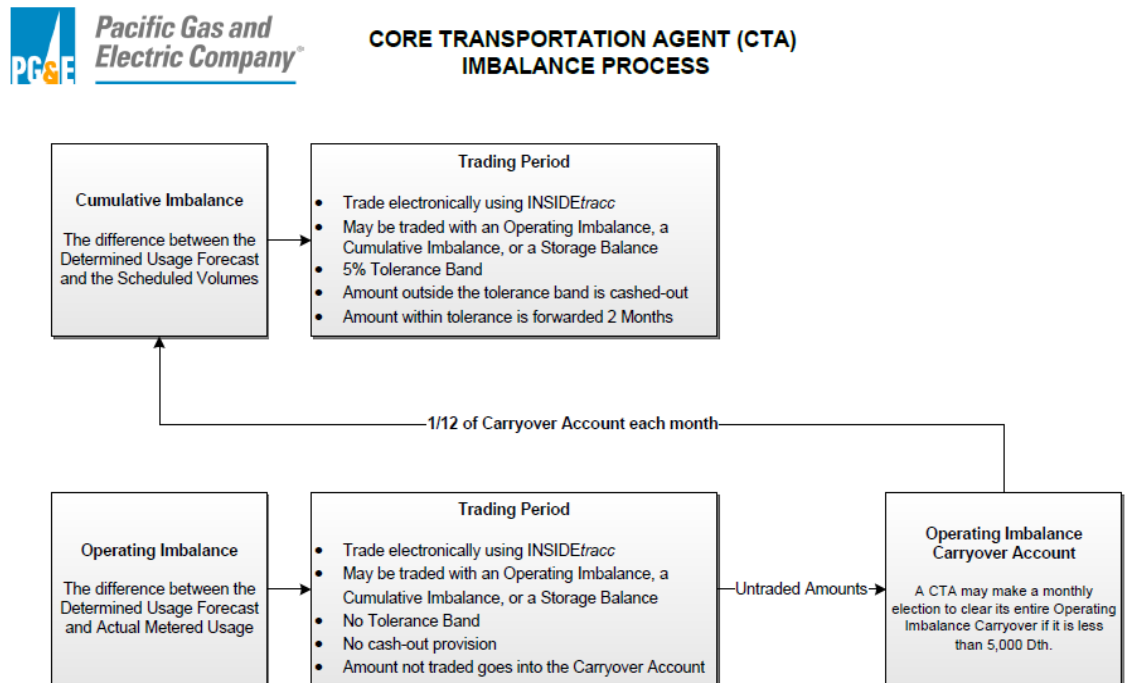 Pacific Gas and
Electric Company®
PG&E
CORE TRANSPORTATION AGENT (CTA)
IMBALANCE PROCESS
Cumulative Imbalance
The difference between the
Determined Usage Forecast
and the Scheduled Volumes
Trading Period
• Trade electronically using INSIDEtracc
• May be traded with an Operating Imbalance, a
Cumulative Imbalance, or a Storage Balance
• 5% Tolerance Band
• Amount outside the tolerance band is cashed-out
• Amount within tolerance is forwarded 2 Months
1/12 of Carryover Account each month
Operating Imbalance
The difference between the
Determined Usage Forecast
and Actual Metered Usage
Trading Period
• Trade electronically using INSIDEtracc
• May be traded with an Operating Imbalance, a
Cumulative Imbalance, or a Storage Balance
• No Tolerance Band
• No cash-out provision
• Amount not traded goes into the Carryover Account
Untraded Amounts
Operating Imbalance
Carryover Account
A CTA may make a monthly
election to clear its entire Operating
Imbalance Carryover if it is less
than 5,000 Dth.